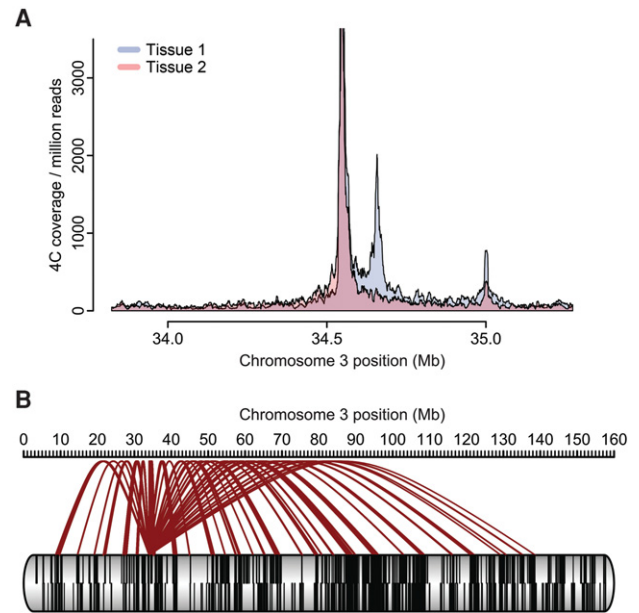 A
Tissue 1
Tissue 2
4C coverage / million reads
0 1000 2000 3000
34.0 34.5 35.0
Chromosome 3 position (Mb)
B
Chromosome 3 position (Mb)
0 10 20 30 40 50 60 70 80 90 100 110 120 130 140 150 160